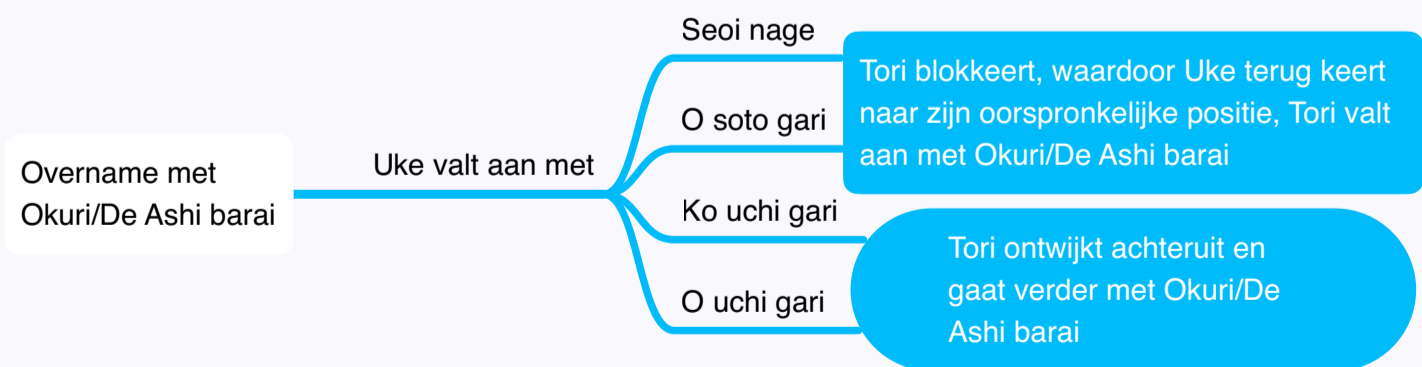 Overname met
Okuri/De Ashi barai
Uke valt aan met
Seoi nage
O soto gari
Tori blokkeert, waardoor Uke terug keert
naar zijn oorspronkelijke positie, Tori valt
aan met Okuri/De Ashi barai
Ko uchi gari
O uchi gari
Tori ontwijkt achteruit en
gaat verder met Okuri/De
Ashi barai